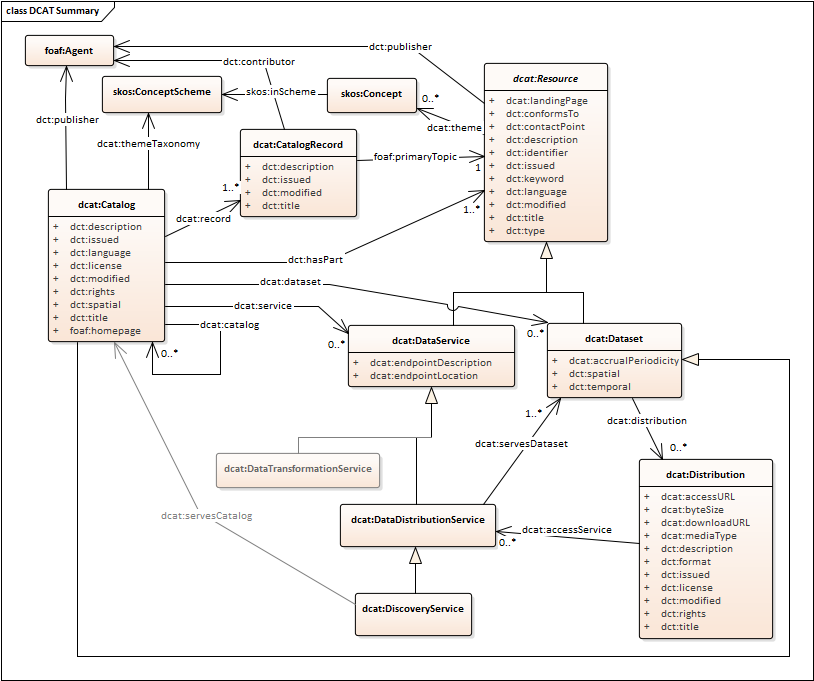 class DCAT Summary
foaf:Agent
dct:publisher
dct:contributor
skos:ConceptScheme
skos:inScheme
skos:Concept
0..*
dcat:theme
dcat:Resource
+ dcat:landingPage
+ dct:conformsTo
+ dct:contactPoint
+ dct:description
+ dct:identifier
+ dct:issued
+ dct:keyword
+ dct:language
+ dct:modified
+ dct:title
+ dct:type
dct:publisher
dcat:themeTaxonomy
dcat:CatalogRecord
+ dct:description
+ dct:issued
+ dct:modified
+ dct:title
foaf:primaryTopic
1
1..*
dcat:record
1..*
dct:hasPart
dcat:Catalog
+ dct:description
+ dct:issued
+ dct:language
+ dct:license
+ dct:modified
+ dct:rights
+ dct:spatial
+ dct:title
+ foaf:homepage
dcat:dataset
0..*
dcat:service
0..*
dcat:catalog
0..*
dcat:DataService
+ dcat:endpointDescription
+ dcat:endpointLocation
dcat:Dataset
+ dcat:accrualPeriodicity
+ dct:spatial
+ dct:temporal
1..*
dcat:servesDataset
dcat:distribution
0..*
dcat:DataTransformationService
dcat:servesCatalog
dcat:DataDistributionService
dcat:accessService
0..*
dcat:Distribution
+ dcat:accessURL
+ dcat:byteSize
+ dcat:downloadURL
+ dcat:mediaType
+ dct:description
+ dct:format
+ dct:issued
+ dct:license
+ dct:modified
+ dct:rights
+ dct:title
dcat:DiscoveryService